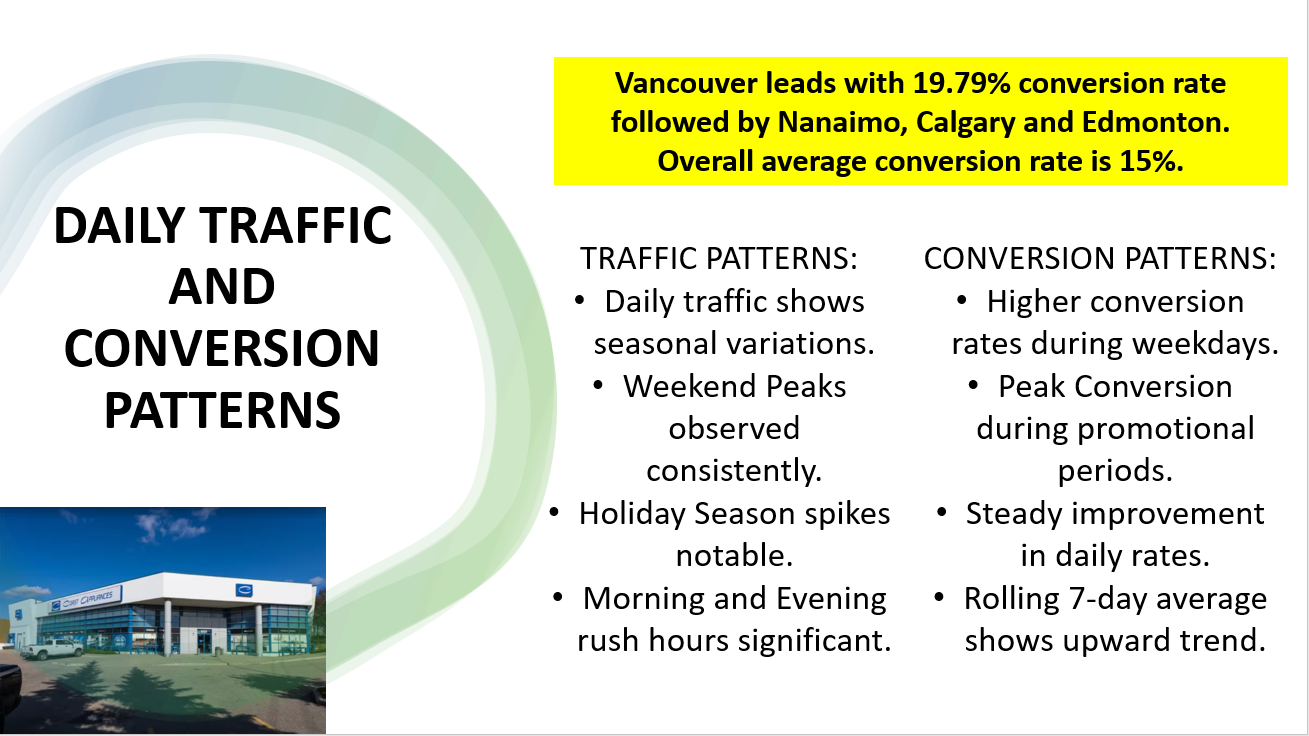 DAILY TRAFFIC
AND
CONVERSION
PATTERNS
Vancouver leads with 19.79% conversion rate
followed by Nanaimo, Calgary and Edmonton.
Overall average conversion rate is 15%.
TRAFFIC PATTERNS:
• Daily traffic shows
seasonal variations.
• Weekend Peaks
observed
consistently.
• Holiday Season spikes
notable.
• Morning and Evening
rush hours significant.
CONVERSION PATTERNS:
• Higher conversion
rates during weekdays.
• Peak Conversion
during promotional
periods.
• Steady improvement
in daily rates.
• Rolling 7-day average
shows upward trend.